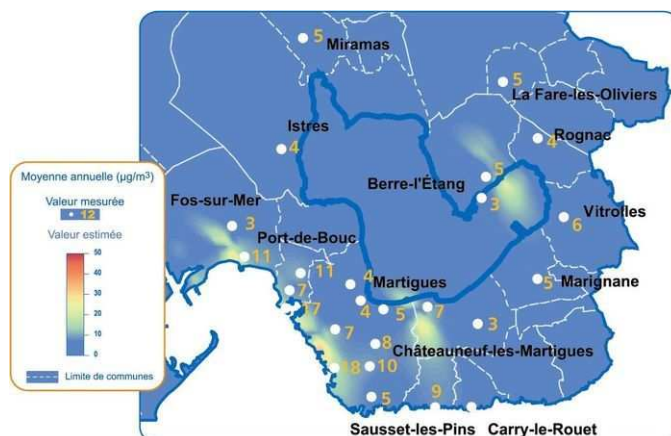 5
Miramas
5
La Fare-les-Oliviers
Istres
4
4
Rognac
Moyenne annuelle (µg/m³)
Valeur mesurée
12
Valeur estimée
50
40
30
20
10
0
Limite de communes
Berre-l'Étang
5
3
Fos-sur-Mer
3
Vitrolles
6
Port-de-Bouc
11
11
4
Martigues
5
Marignane
7
17
4
5
7
7
3
8
Châteauneuf-les-Martigues
18
10
5
9
Sausset-les-Pins
Carry-le-Rouet